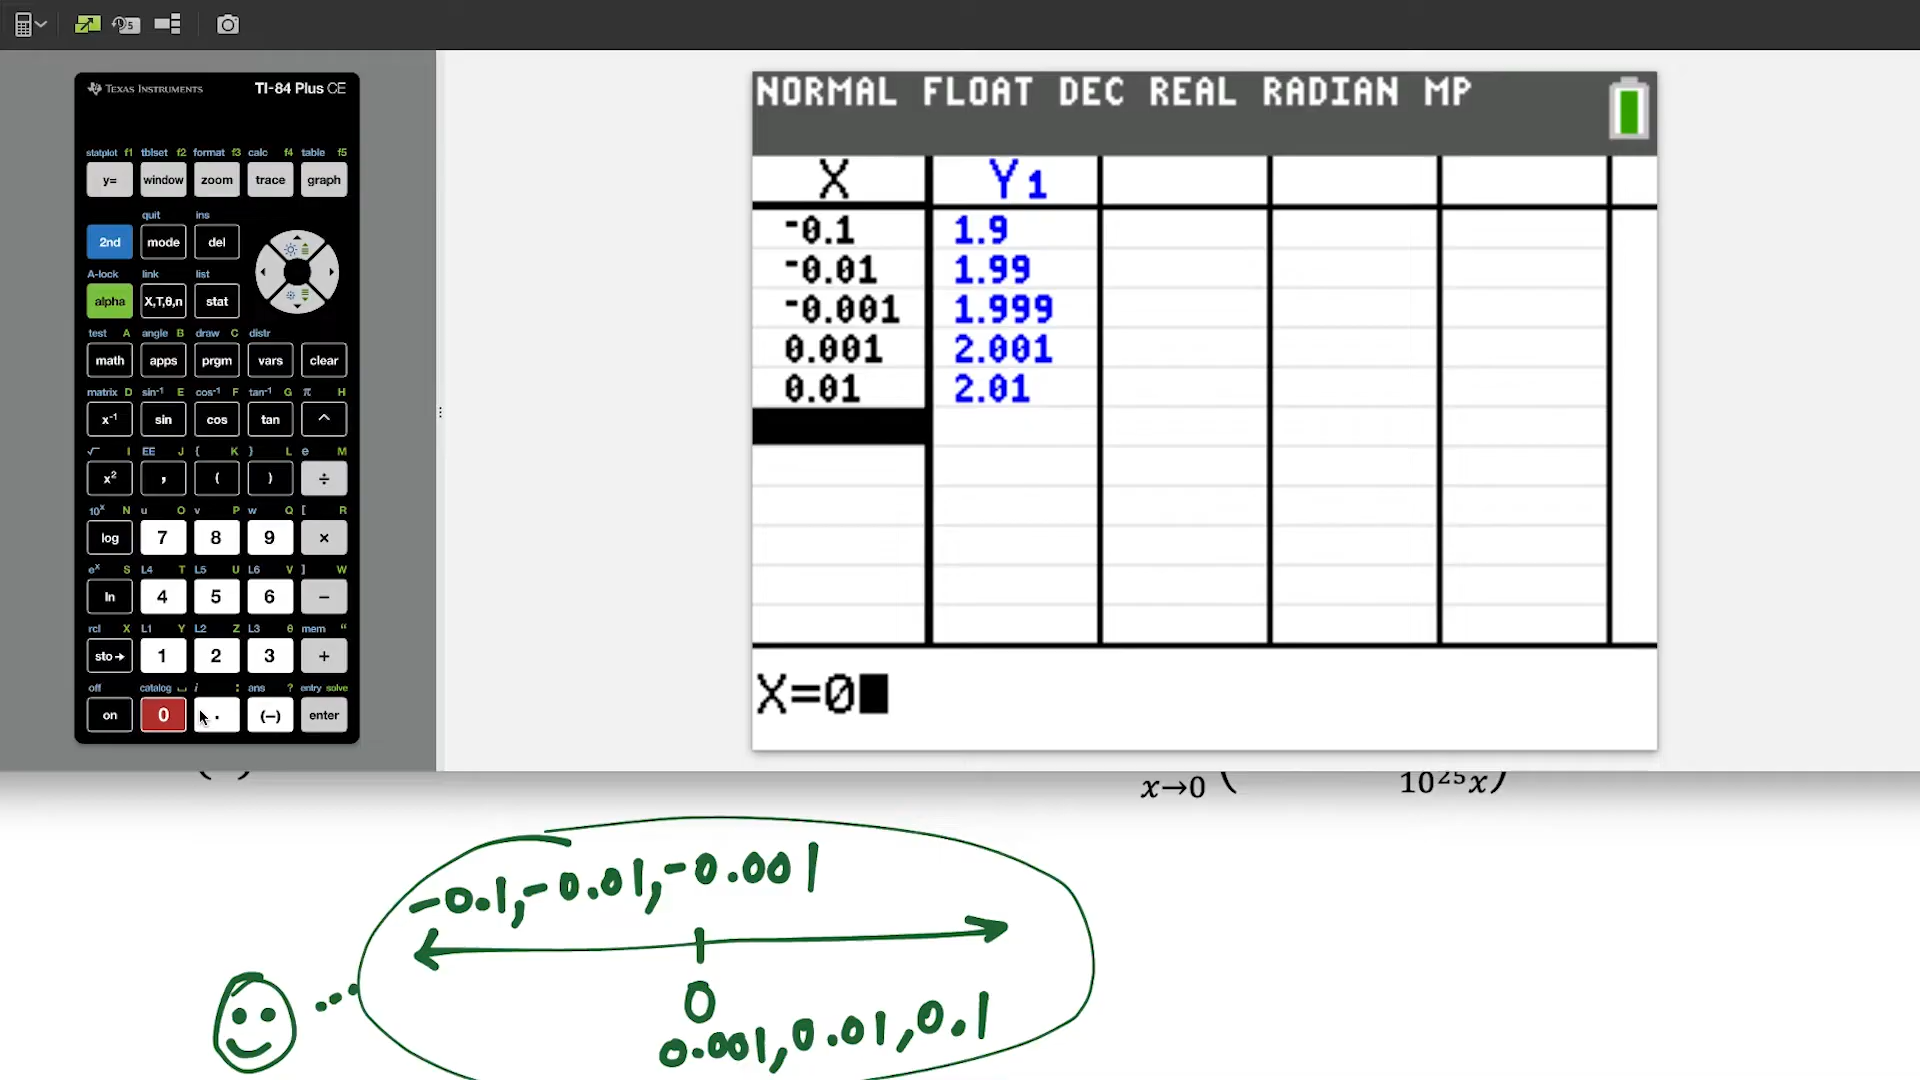 TEXAS INSTRUMENTS TI-84 Plus CE
statplot f1 tblset f2 format f3 calc f4 table f5
y= window zoom trace graph
quit ins
2nd mode del
A-lock link list
alpha X,T,θ,n stat
test A angle B draw C distr
math apps prgm vars clear
matrix D sin⁻¹ E cos⁻¹ F tan⁻¹ G π H
x⁻¹ sin cos tan ^
√ I EE J { K } L e M
x² , ( ) ÷
10ˣ N u O v P w Q [ R
log 7 8 9 ×
eˣ S L4 T L5 U L6 V ] W
ln 4 5 6 −
rcl X L1 Y L2 Z L3 θ mem "
sto→ 1 2 3 +
off catalog ␣ i : ans ? entry solve
on 0 . (−) enter
NORMAL FLOAT DEC REAL RADIAN MP
X Y1
-0.1 1.9
-0.01 1.99
-0.001 1.999
0.001 2.001
0.01 2.01
X=0
x→0 ( 10²⁵x)
-0.1,-0.01,-0.001
0
0.001,0.01,0.1